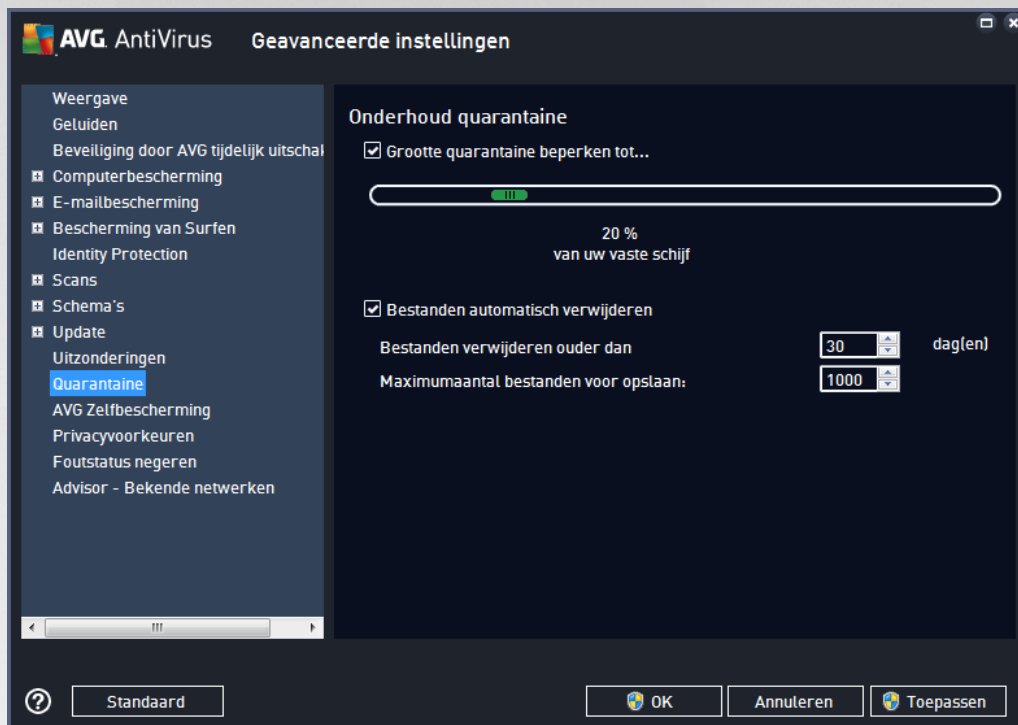 AVG. AntiVirus Geavanceerde instellingen
Weergave
Geluiden
Beveiliging door AVG tijdelijk uitschak
Computerbescherming
E-mailbescherming
Bescherming van Surfen
Identity Protection
Scans
Schema's
Update
Uitzonderingen
Quarantaine
AVG Zelfbescherming
Privacyvoorkeuren
Foutstatus negeren
Advisor - Bekende netwerken
Onderhoud quarantaine
Grootte quarantaine beperken tot...
20 %
van uw vaste schijf
Bestanden automatisch verwijderen
Bestanden verwijderen ouder dan 30 dag(en)
Maximumaantal bestanden voor opslaan: 1000
Standaard OK Annuleren Toepassen